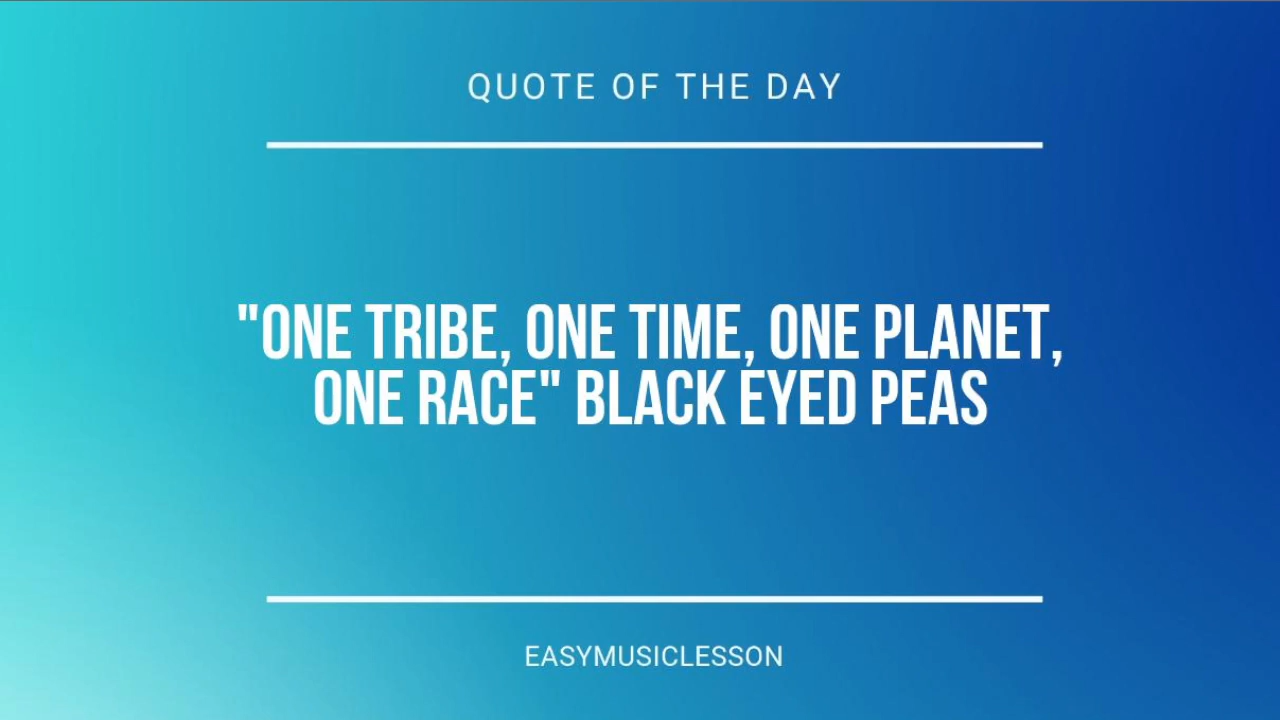 QUOTE OF THE DAY
"ONE TRIBE, ONE TIME, ONE PLANET,
ONE RACE" BLACK EYED PEAS
EASYMUSICLESSON